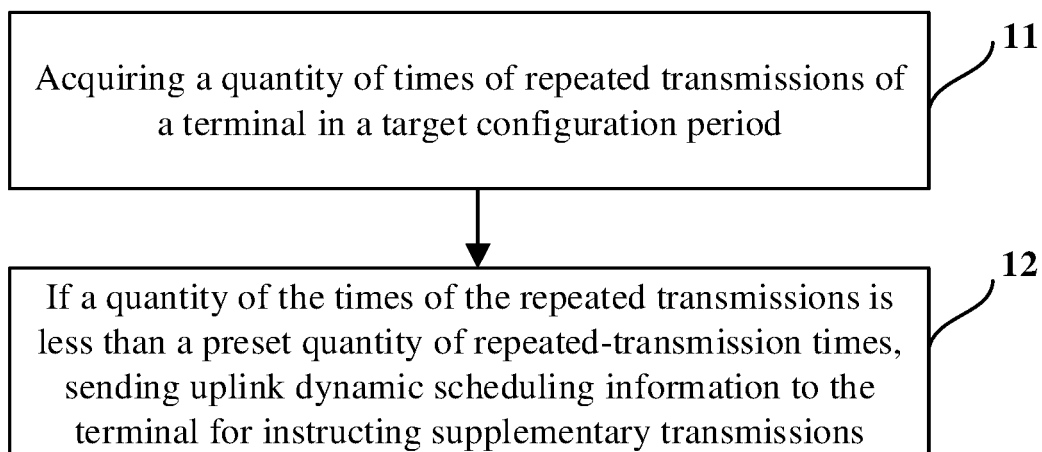 11
Acquiring a quantity of times of repeated transmissions of
a terminal in a target configuration period
12
If a quantity of the times of the repeated transmissions is
less than a preset quantity of repeated-transmission times,
sending uplink dynamic scheduling information to the
terminal for instructing supplementary transmissions